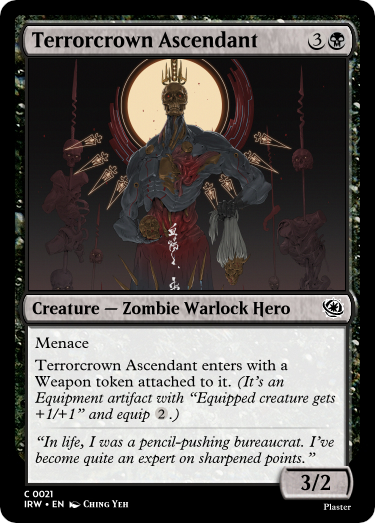 Terrorcrown Ascendant 3
Creature — Zombie Warlock Hero
Menace
Terrorcrown Ascendant enters with a
Weapon token attached to it. (It's an
Equipment artifact with “Equipped creature gets
+1/+1” and equip 2.)
“In life, I was a pencil-pushing bureaucrat. I've
become quite an expert on sharpened points.”
3/2
C 0021
IRW • EN Ching Yeh
Plaster